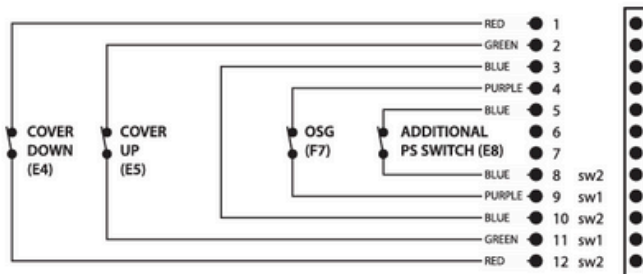 RED 1
GREEN 2
BLUE 3
PURPLE 4
BLUE 5
6
7
BLUE 8 sw2
PURPLE 9 sw1
BLUE 10 sw2
GREEN 11 sw1
RED 12 sw2
COVER
DOWN
(E4)
COVER
UP
(E5)
OSG
(F7)
ADDITIONAL
PS SWITCH (E8)